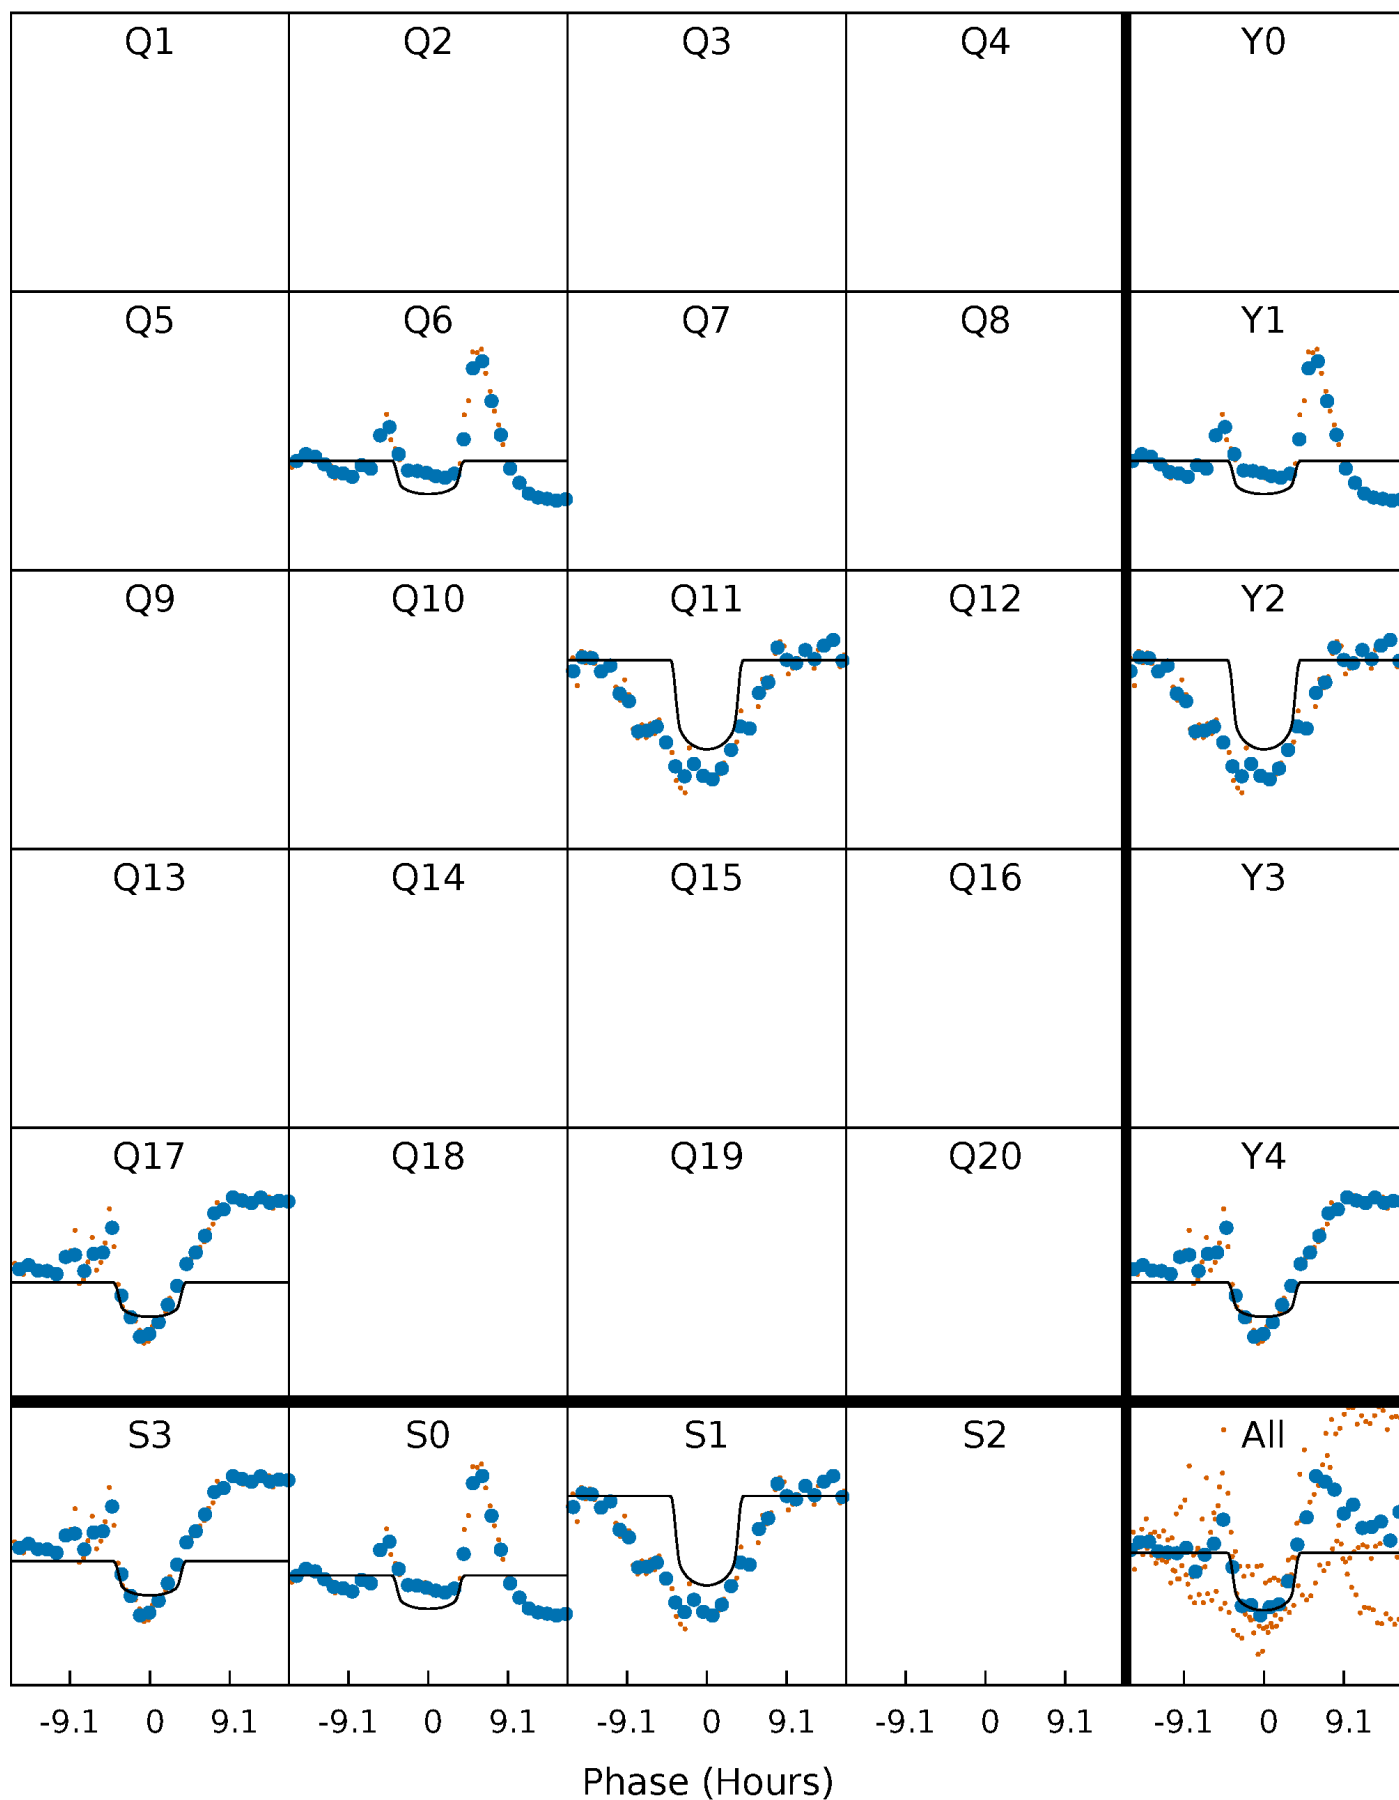 Q1 Q2 Q3 Q4 Y0
Q5 Q6 Q7 Q8 Y1
Q9 Q10 Q11 Q12 Y2
Q13 Q14 Q15 Q16 Y3
Q17 Q18 Q19 Q20 Y4
S3 S0 S1 S2 All
-9.1 0 9.1 -9.1 0 9.1 -9.1 0 9.1 -9.1 0 9.1 -9.1 0 9.1
Phase (Hours)